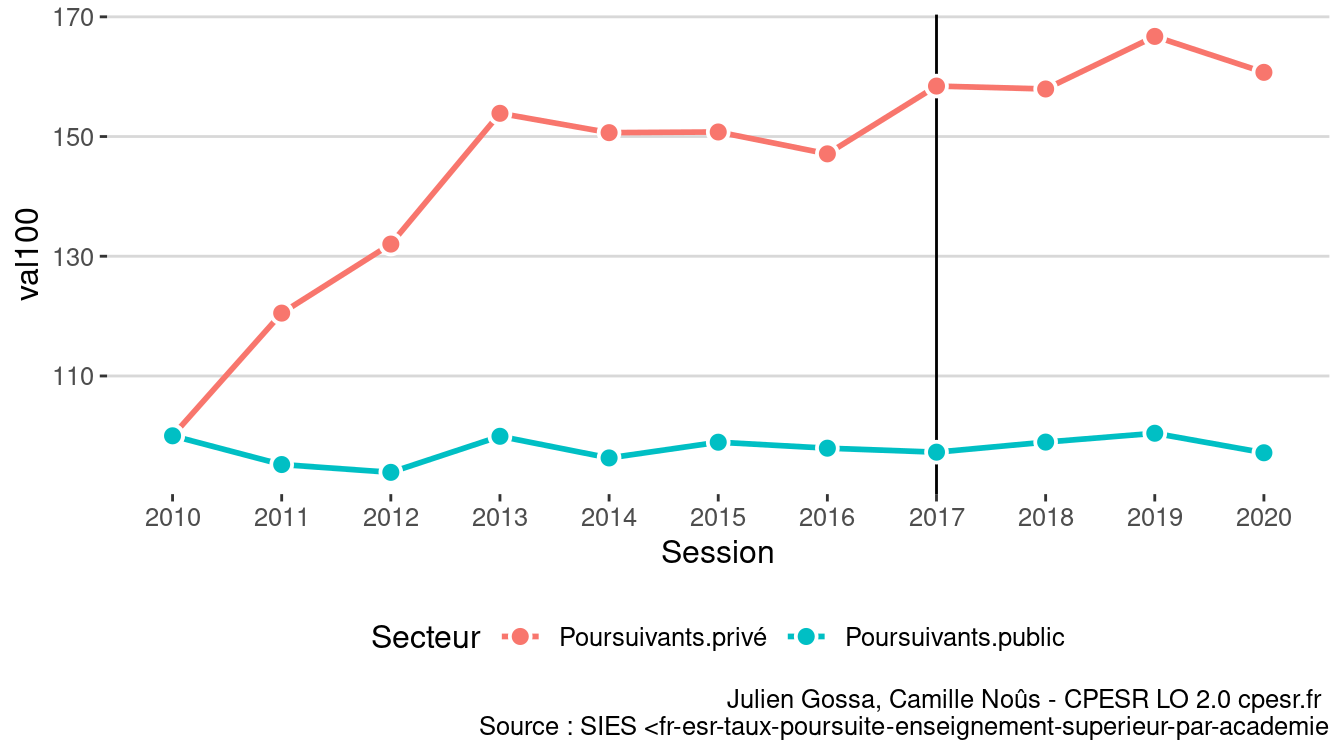 170
150
130
110
val100
2010 2011 2012 2013 2014 2015 2016 2017 2018 2019 2020
Session
Secteur Poursuivants.privé Poursuivants.public
Julien Gossa, Camille Noûs - CPESR LO 2.0 cpesr.fr
Source : SIES <fr-esr-taux-poursuite-enseignement-superieur-par-academie